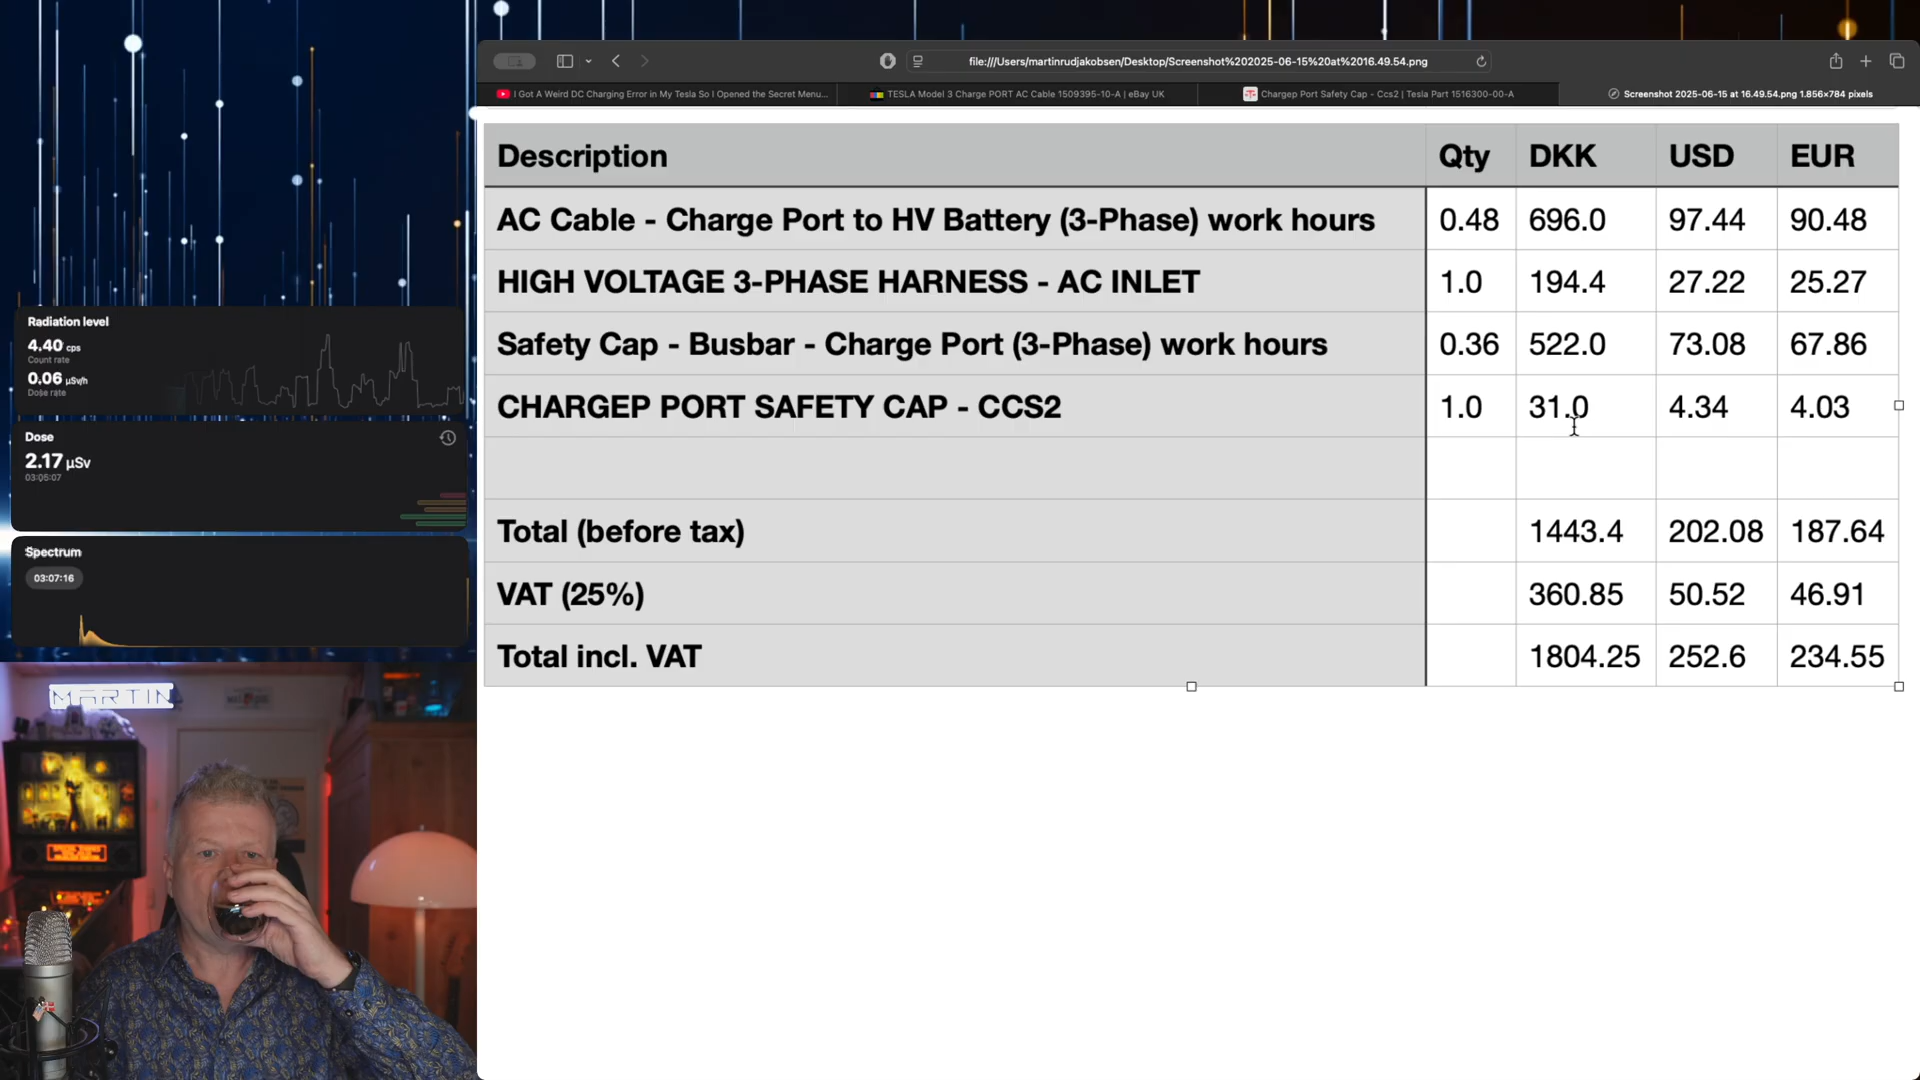 file:///Users/martinrudjakobsen/Desktop/Screenshot%202025-06-15%20at%2016.49.54.png
I Got A Weird DC Charging Error in My Tesla So I Opened the Secret Menu...
TESLA Model 3 Charge PORT AC Cable 1509395-10-A | eBay UK
Chargep Port Safety Cap - Ccs2 | Tesla Part 1516300-00-A
Screenshot 2025-06-15 at 16.49.54.png 1.856×784 pixels
Description Qty DKK USD EUR
AC Cable - Charge Port to HV Battery (3-Phase) work hours 0.48 696.0 97.44 90.48
HIGH VOLTAGE 3-PHASE HARNESS - AC INLET 1.0 194.4 27.22 25.27
Safety Cap - Busbar - Charge Port (3-Phase) work hours 0.36 522.0 73.08 67.86
CHARGEP PORT SAFETY CAP - CCS2 1.0 31.0 4.34 4.03
Total (before tax) 1443.4 202.08 187.64
VAT (25%) 360.85 50.52 46.91
Total incl. VAT 1804.25 252.6 234.55
Radiation level
4.40 cps
Count rate
0.06 µSv/h
Dose rate
Dose
2.17 µSv
03:05:07
Spectrum
03:07:16
MARTIN